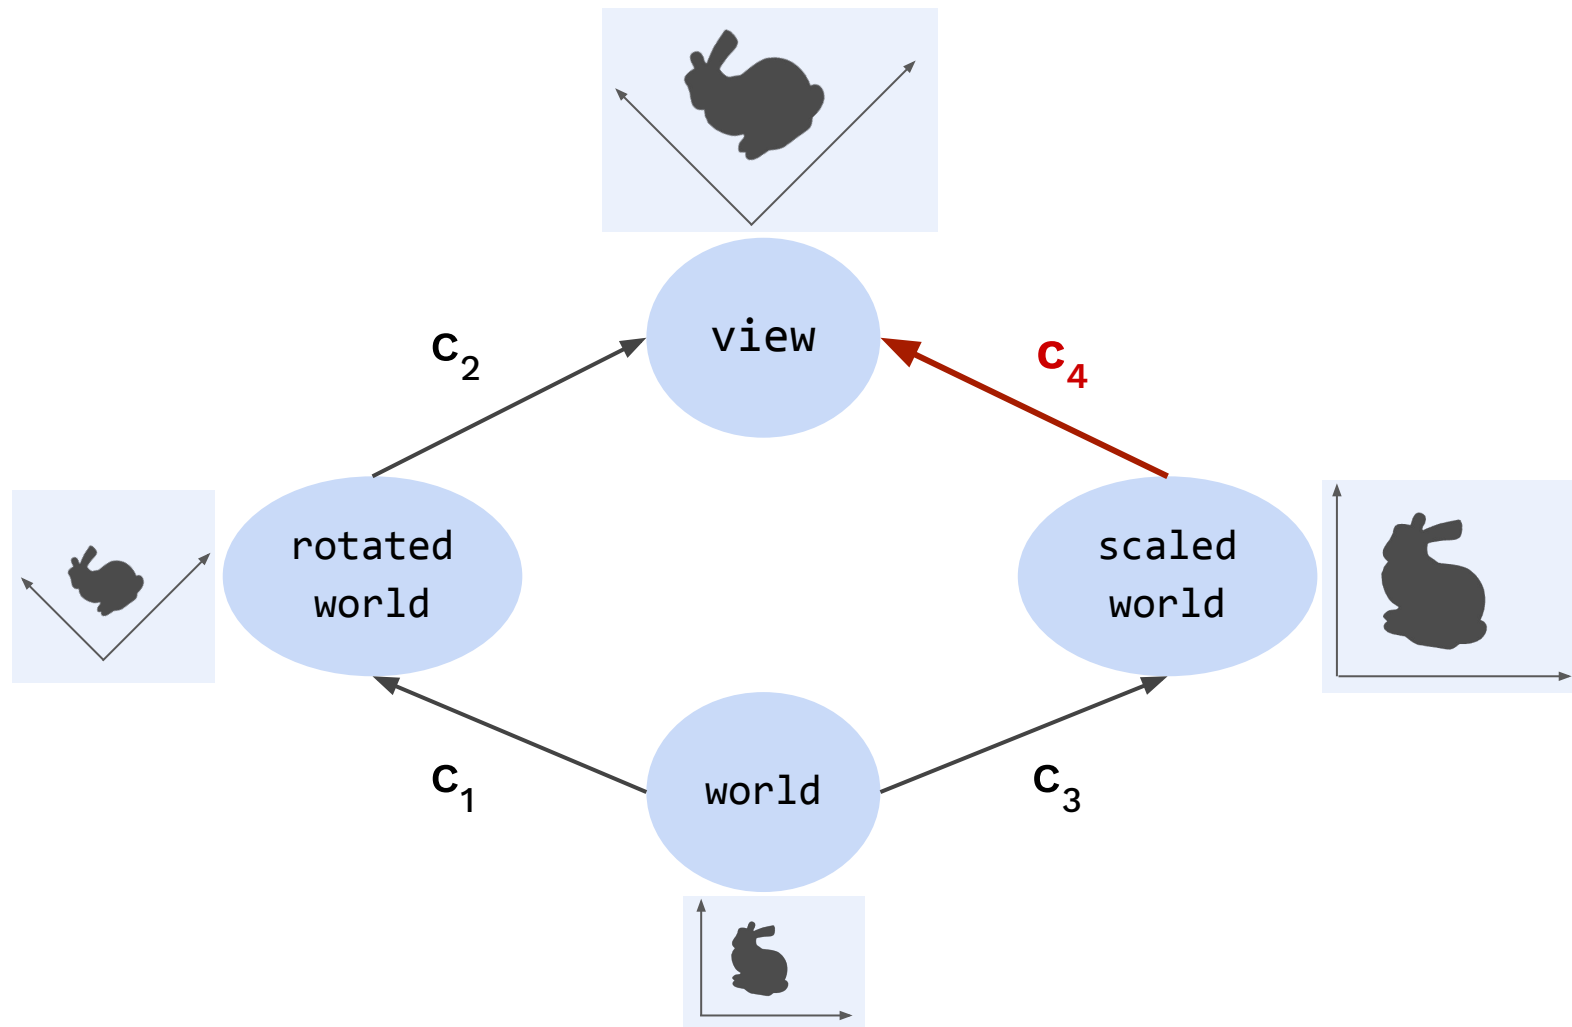 view
c₂
c₄
rotated
world
scaled
world
c₁
world
c₃